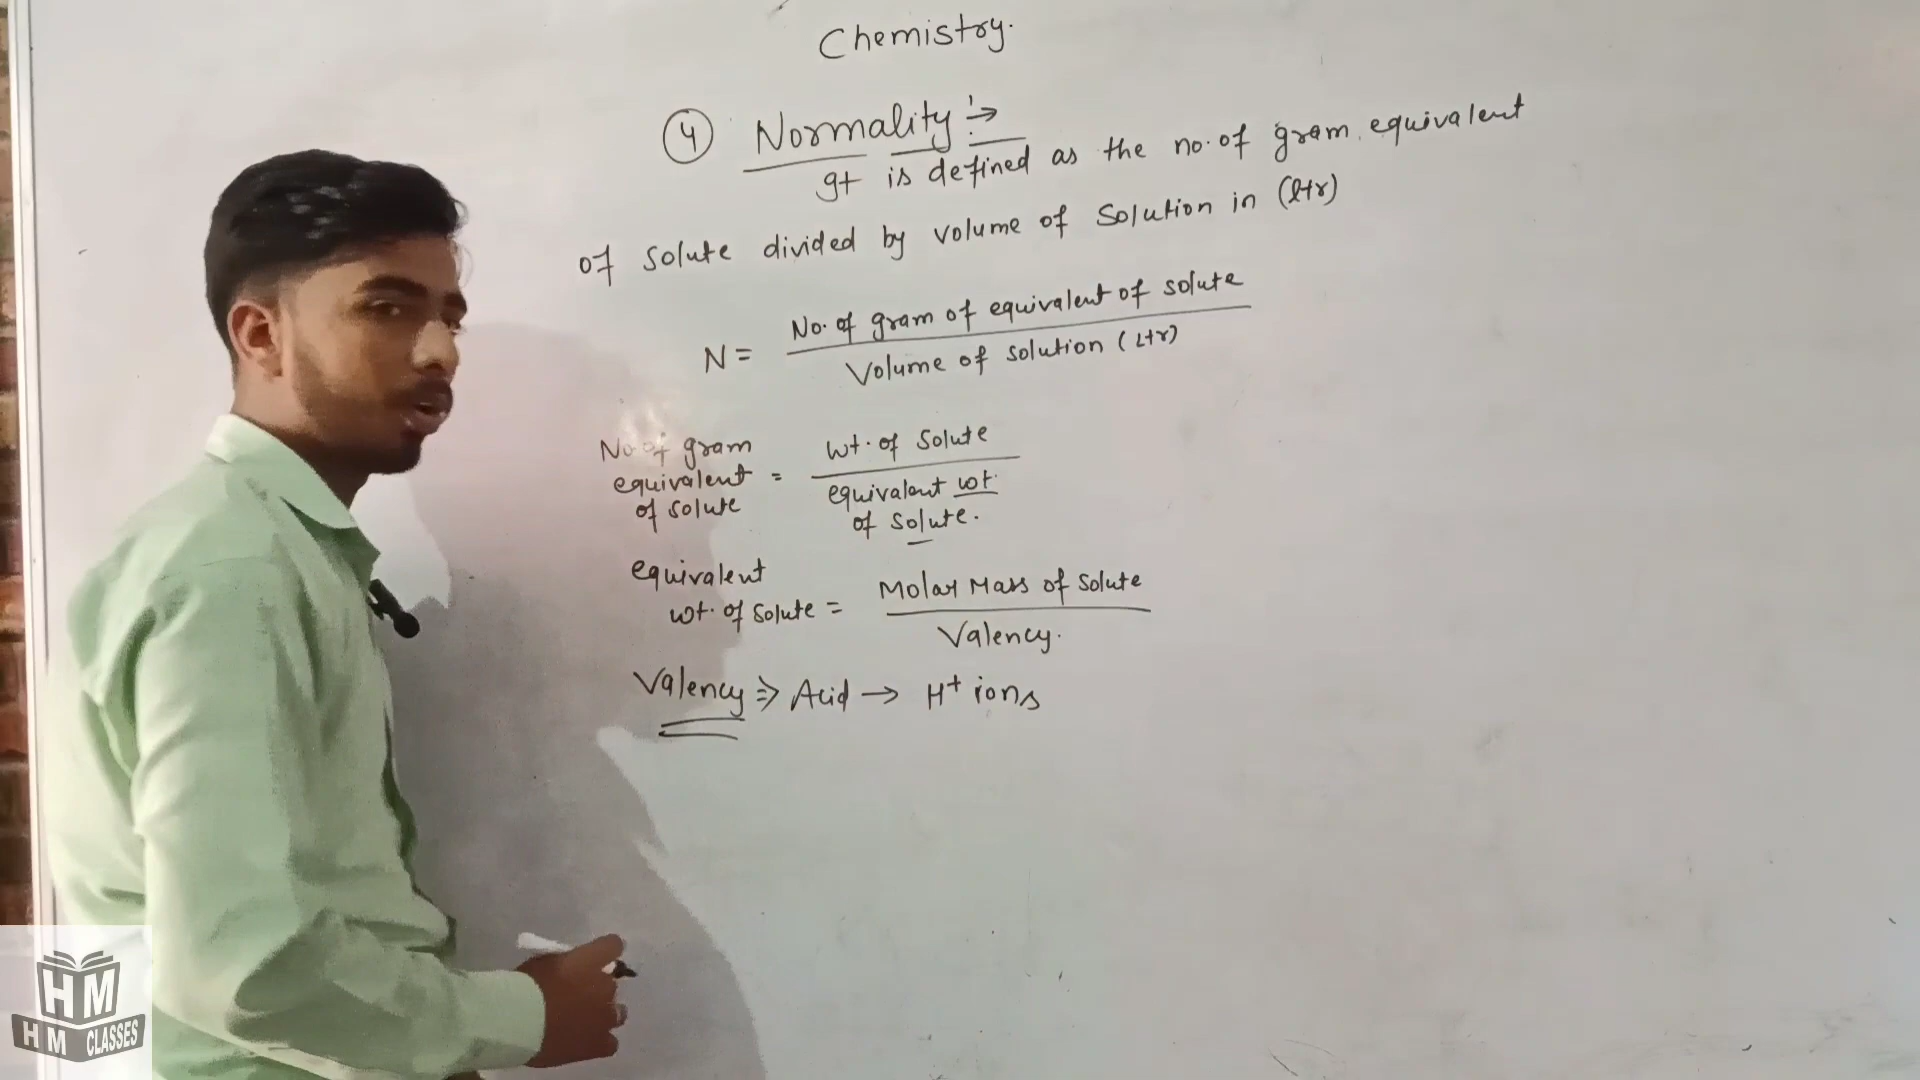 Chemistry.
4 Normality :→
It is defined as the no. of gram equivalent
of solute divided by volume of solution in (ltr)
N = No. of gram of equivalent of solute
Volume of solution (Ltr)
No. of gram equivalent of solute = wt. of Solute
equivalent wt. of solute.
equivalent wt. of solute = Molar Mass of solute
Valency.
Valency ⇒ Acid → H+ ions
HM
HM CLASSES